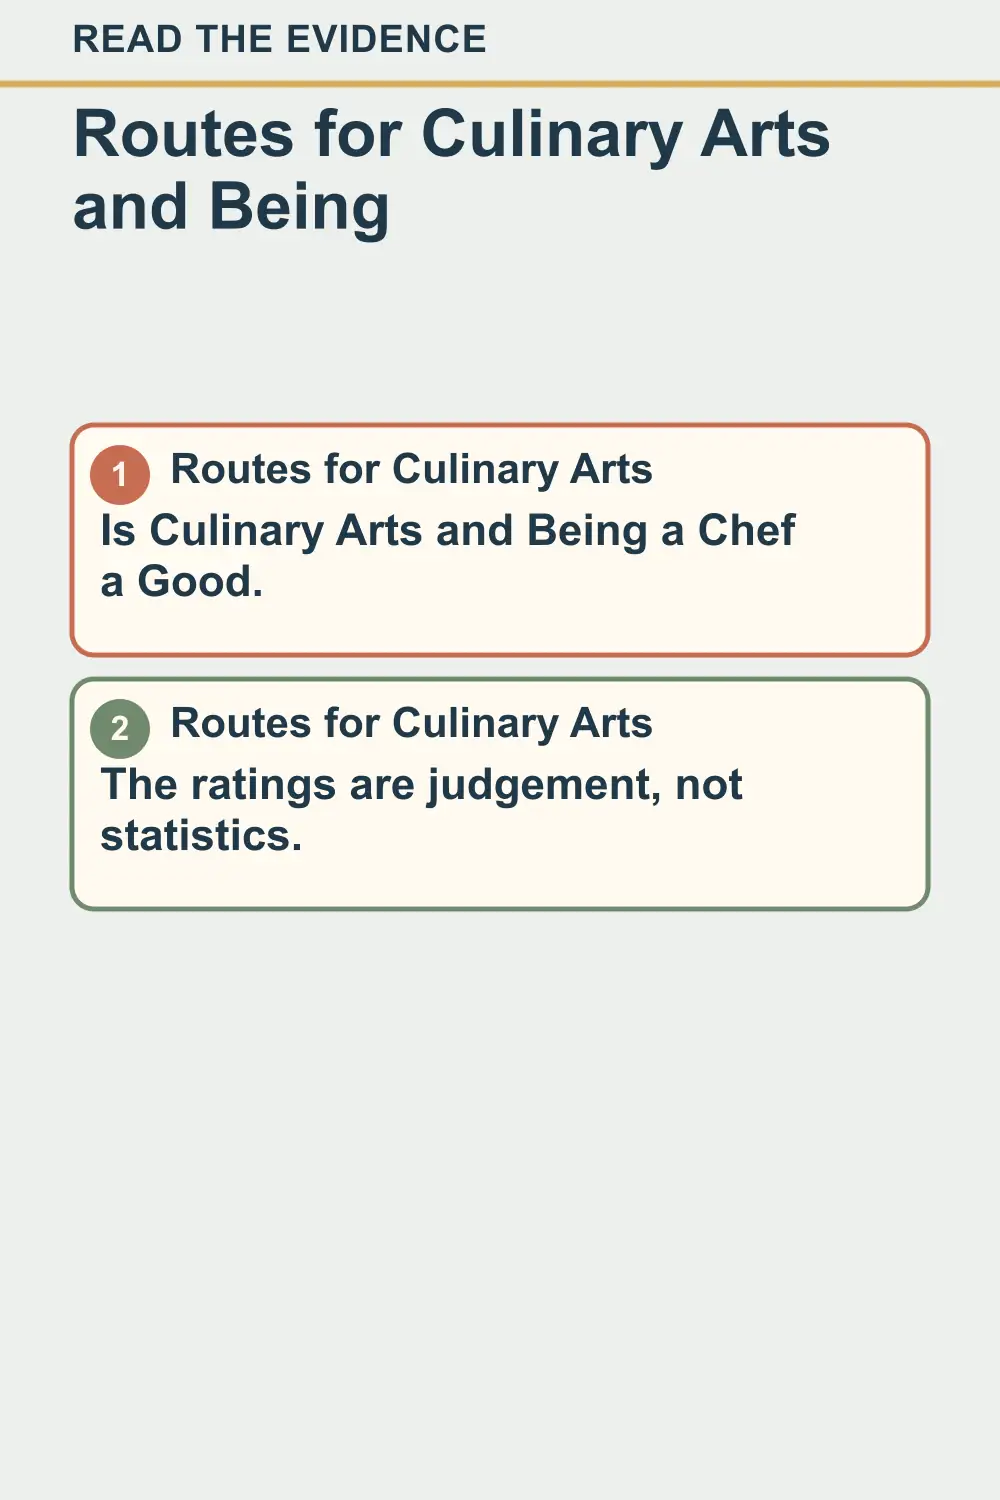 READ THE EVIDENCE
Routes for Culinary Arts
and Being
1 Routes for Culinary Arts
Is Culinary Arts and Being a Chef
a Good.
2 Routes for Culinary Arts
The ratings are judgement, not
statistics.